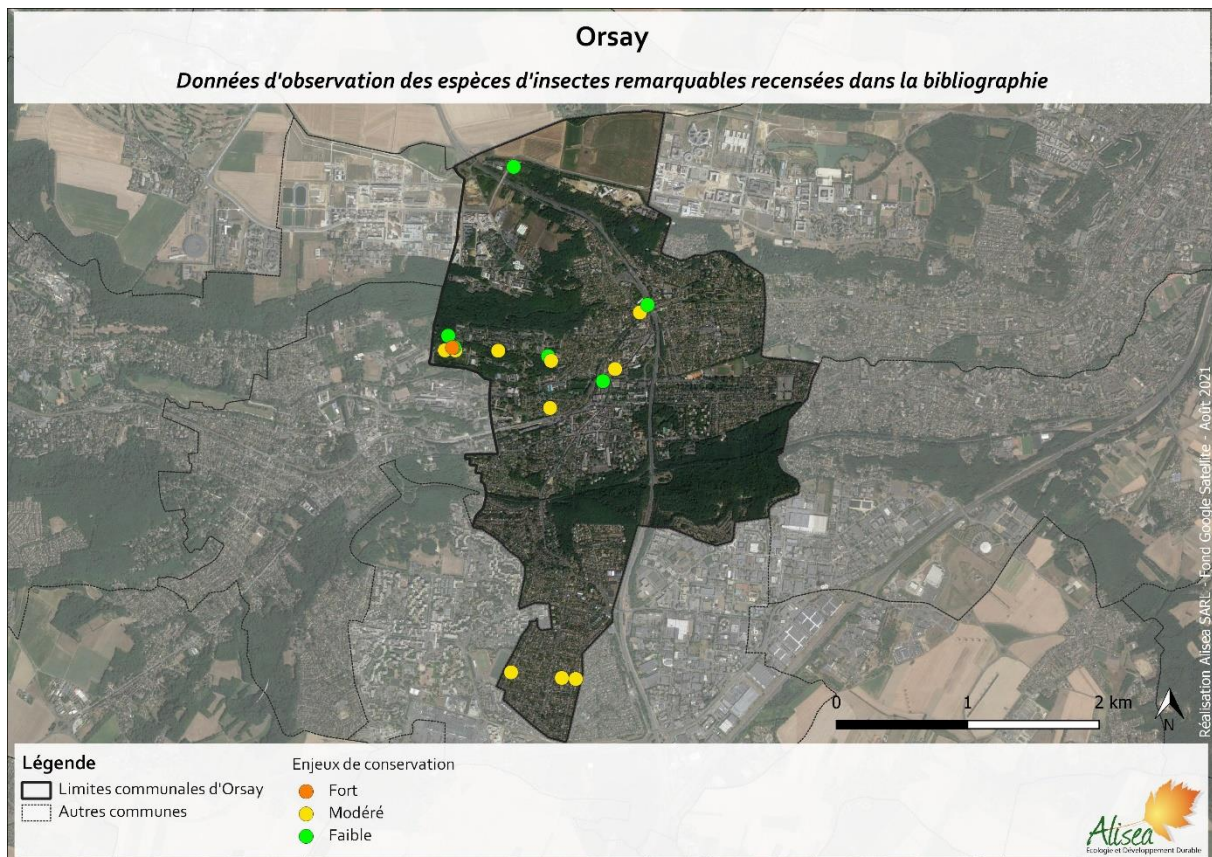 Orsay
Données d'observation des espèces d'insectes remarquables recensées dans la bibliographie
Réalisation Alisea SARL - Fond Google Satellite - Août 2021
0 1 2 km
N
Légende
Limites communales d'Orsay
Autres communes
Enjeux de conservation
Fort
Modéré
Faible
Alisea
Ecologie et Développement Durable